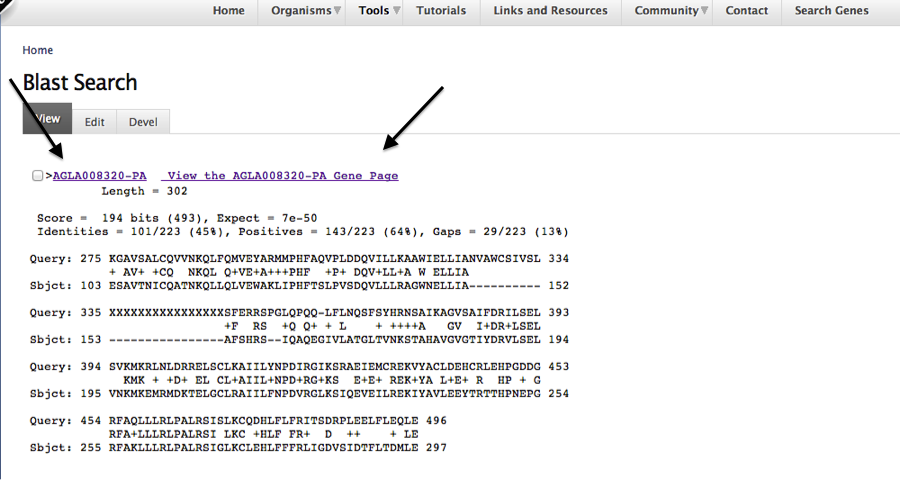 Home Organisms Tools Tutorials Links and Resources Community Contact Search Genes
Home
Blast Search
View Edit Devel
>AGLA008320-PA View the AGLA008320-PA Gene Page
Length = 302
Score = 194 bits (493), Expect = 7e-50
Identities = 101/223 (45%), Positives = 143/223 (64%), Gaps = 29/223 (13%)
Query: 275 KGAVSALCQVVNKQLFQMVEYARMMPHFAQVPLDDQVILLKAAWIELLIANVAWCSIVSL 334
+ AV+ +CQ NKQL Q+VE+A+++PHF +P+ DQV+LL+A W ELLIA
Sbjct: 103 ESAVTNICQATNKQLLQLVEWAKLIPHFTSLPVSDQVLLLRAGWNELLIA---------- 152
Query: 335 XXXXXXXXXXXXXXXXXSFERRSPGLQPQQ-LFLNQSFSYHRNSAIKAGVSAIFDRILSEL 393
+F RS +Q Q+ + L + ++++A GV I+DR+LSEL
Sbjct: 153 -----------------AFSHRS--IQAQEGIVLATGLTVNKSTAHAVGVGTIYDRVLSEL 194
Query: 394 SVKMKRLNLDRRELSCLKAIILYNPDIRGIKSRAEIEMCREKVYACLDEHCRLEHPGDDG 453
KMK + +D+ EL CL+AIIL+NPD+RG+KS E+E+ REK+YA L+E+ R HP + G
Sbjct: 195 VNKMKEMRMDKTELGCLRAIILFNPDVRGLKSIQEVEILREKIYAVLEEYTRTTHPNEPG 254
Query: 454 RFAQLLLRLPALRSISLKCQDHLFLFRITSDRPLEELFLEQLE 496
RFA+LLLRLPALRSI LKC +HLF FR+ D ++ + LE
Sbjct: 255 RFAKLLLRLPALRSIGLKCLEHLFFFRLIGDVSIDTFLTDMLE 297